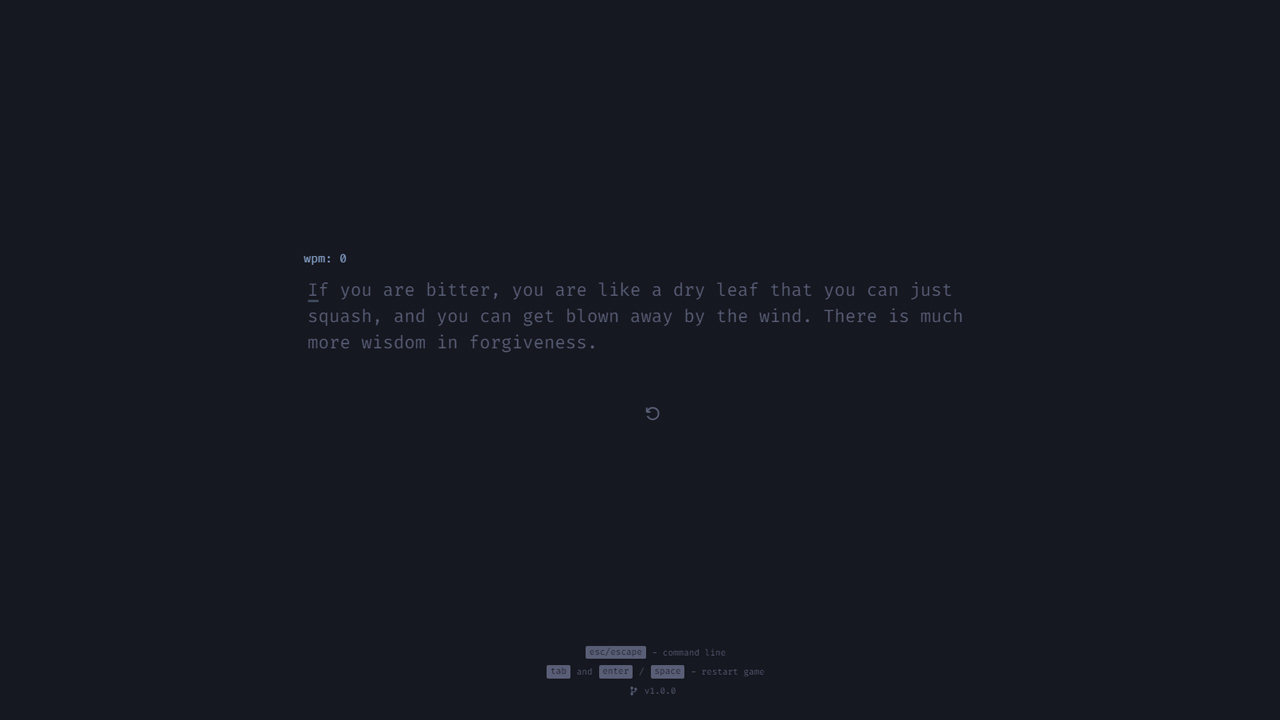 wpm: 0
If you are bitter, you are like a dry leaf that you can just
squash, and you can get blown away by the wind. There is much
more wisdom in forgiveness.
esc/escape - command line
tab and enter / space - restart game
v1.0.0